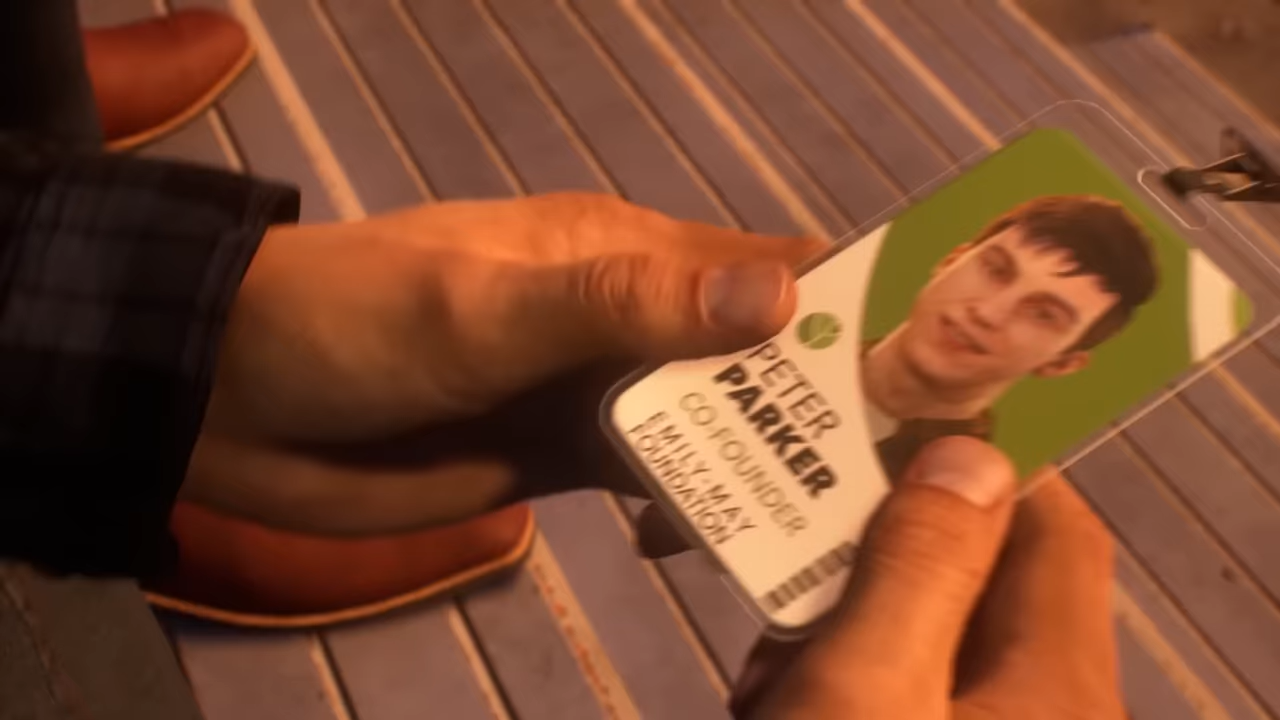 PETER
PARKER
CO-FOUNDER
EMILY-MAY
FOUNDATION